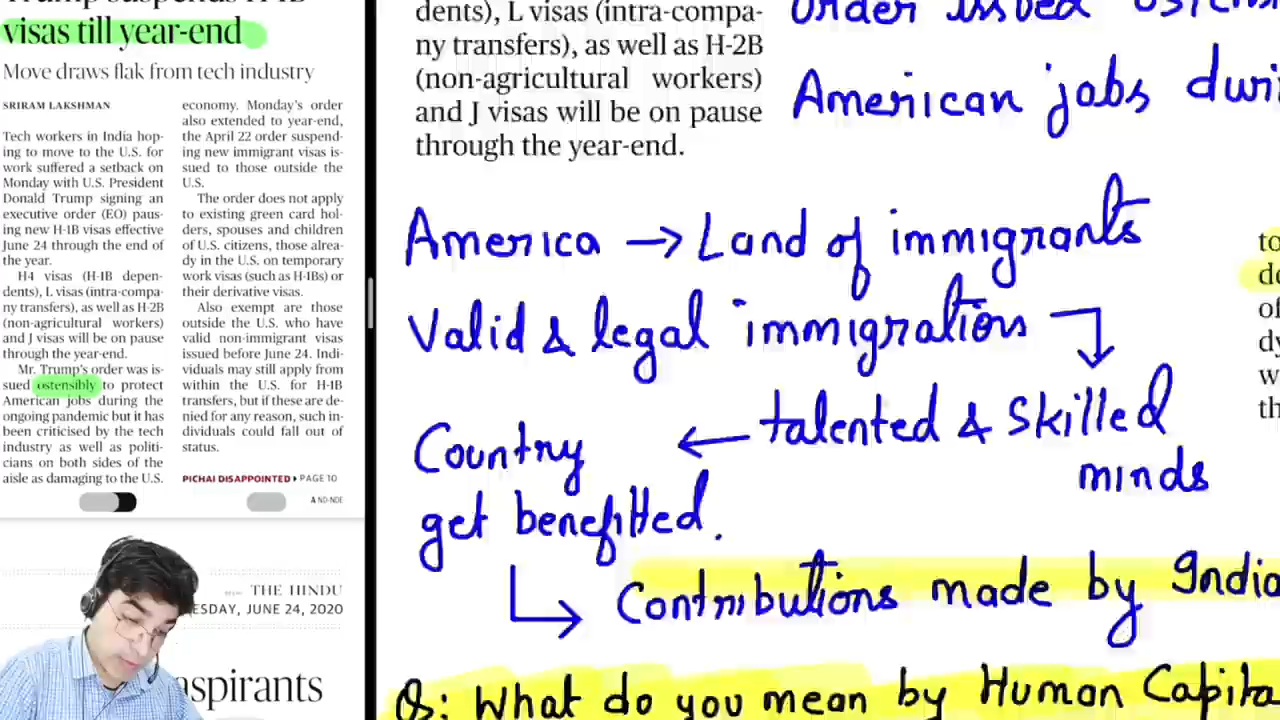 visas till year-end
Move draws flak from tech industry
SRIRAM LAKSHMAN
Tech workers in India hop-
ing to move to the U.S. for
work suffered a setback on
Monday with U.S. President
Donald Trump signing an
executive order (EO) paus-
ing new H-1B visas effective
June 24 through the end of
the year.
H4 visas (H-1B depen-
dents), L visas (intra-compa-
ny transfers), as well as H-2B
(non-agricultural workers)
and J visas will be on pause
through the year-end.
Mr. Trump's order was is-
sued ostensibly to protect
American jobs during the
ongoing pandemic but it has
been criticised by the tech
industry as well as politi-
cians on both sides of the
aisle as damaging to the U.S.
economy. Monday's order
also extended to year-end,
the April 22 order suspend-
ing new immigrant visas is-
sued to those outside the
U.S.
The order does not apply
to existing green card hol-
ders, spouses and children
of U.S. citizens, those alrea-
dy in the U.S. on temporary
work visas (such as H-1Bs) or
their derivative visas.
Also exempt are those
outside the U.S. who have
valid non-immigrant visas
issued before June 24. Indi-
viduals may still apply from
within the U.S. for H-1B
transfers, but if these are de-
nied for any reason, such in-
dividuals could fall out of
status.
PICHAI DISAPPOINTED PAGE 10
A ND-NDE
THE HINDU
ESDAY, JUNE 24, 2020
aspirants
dents), L visas (intra-compa-
ny transfers), as well as H-2B
(non-agricultural workers)
and J visas will be on pause
through the year-end.
order issued
American jobs duri
America → Land of immigrants
Valid & legal immigration
talented & skilled
minds
Country ←
get benefitted.
Contributions made by India
Q: What do you mean by Human Capita
to
de
of
dy
w
th